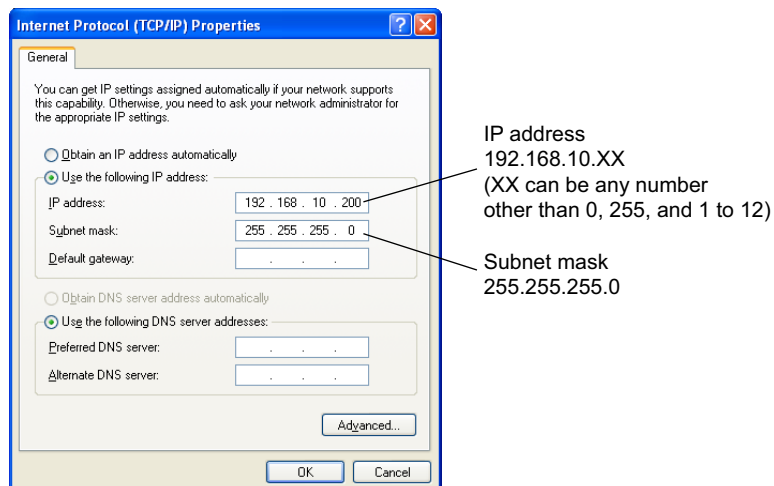 Internet Protocol (TCP/IP) Properties
General
You can get IP settings assigned automatically if your network supports
this capability. Otherwise, you need to ask your network administrator for
the appropriate IP settings.
Obtain an IP address automatically
Use the following IP address:
IP address:
192 . 168 . 10 . 200
Subnet mask:
255 . 255 . 255 . 0
Default gateway:
. . .
Obtain DNS server address automatically
Use the following DNS server addresses:
Preferred DNS server:
. . .
Alternate DNS server:
. . .
Advanced...
OK
Cancel
IP address
192.168.10.XX
(XX can be any number
other than 0, 255, and 1 to 12)
Subnet mask
255.255.255.0